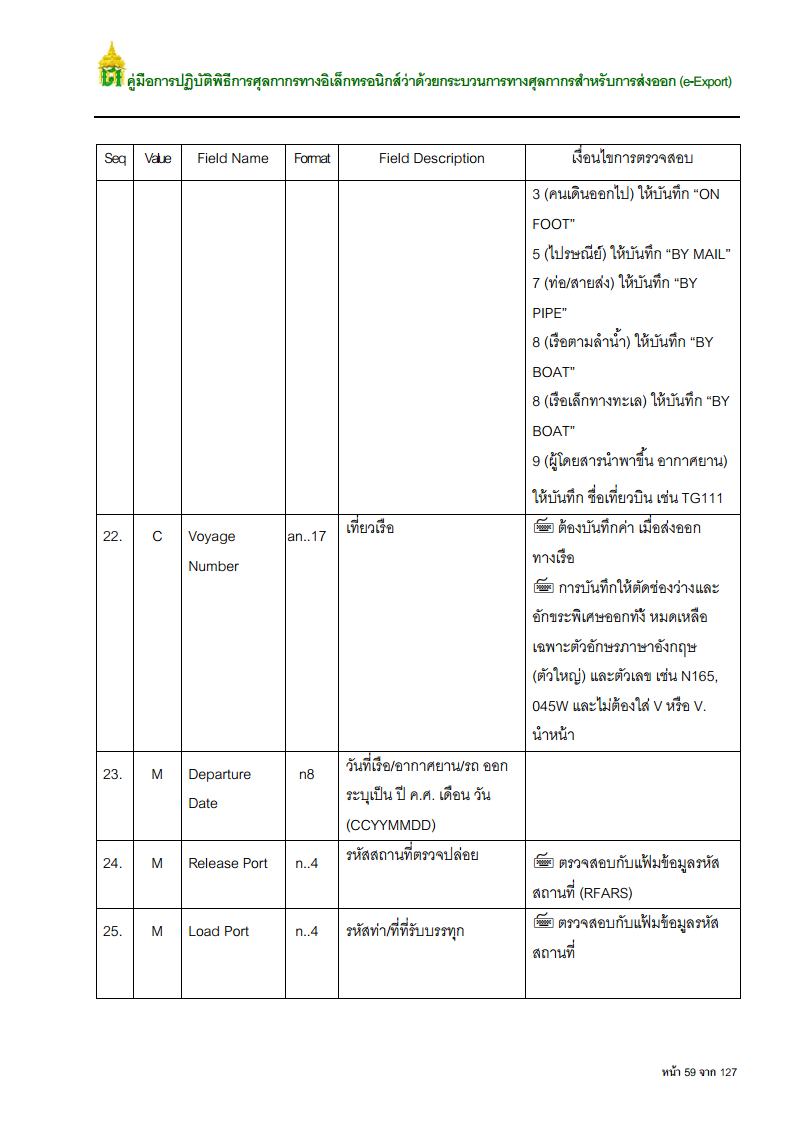 คู่มือการปฏิบัติพิธีการศุลกากรทางอิเล็กทรอนิกส์ว่าด้วยกระบวนการทางศุลกากรสำหรับการส่งออก (e-Export)
Seq Value Field Name Format Field Description เงื่อนไขการตรวจสอบ
3 (คนเดินออกไป) ให้บันทึก “ON
FOOT”
5 (ไปรษณีย์) ให้บันทึก “BY MAIL”
7 (ท่อ/สายส่ง) ให้บันทึก “BY
PIPE”
8 (เรือตามลำน้ำ) ให้บันทึก “BY
BOAT”
8 (เรือเล็กทางทะเล) ให้บันทึก “BY
BOAT”
9 (ผู้โดยสารนำพาขึ้น อากาศยาน)
ให้บันทึก ชื่อเที่ยวบิน เช่น TG111
22. C Voyage
Number
an..17
เที่ยวเรือ
ต้องบันทึกค่า เมื่อส่งออก
ทางเรือ
การบันทึกให้ตัดช่องว่างและ
อักขระพิเศษออกทั้ง หมดเหลือ
เฉพาะตัวอักษรภาษาอังกฤษ
(ตัวใหญ่) และตัวเลข เช่น N165,
045W และไม่ต้องใส่ V หรือ V.
นำหน้า
23. M Departure
Date
n8
วันที่เรือ/อากาศยาน/รถ ออก
ระบุเป็น ปี ค.ศ. เดือน วัน
(CCYYMMDD)
24. M Release Port n..4
รหัสสถานที่ตรวจปล่อย
ตรวจสอบกับแฟ้มข้อมูลรหัส
สถานที่ (RFARS)
25. M Load Port n..4 รหัสท่า/ที่ที่รับบรรทุก
ตรวจสอบกับแฟ้มข้อมูลรหัส
สถานที่
หน้า 59 จาก 127